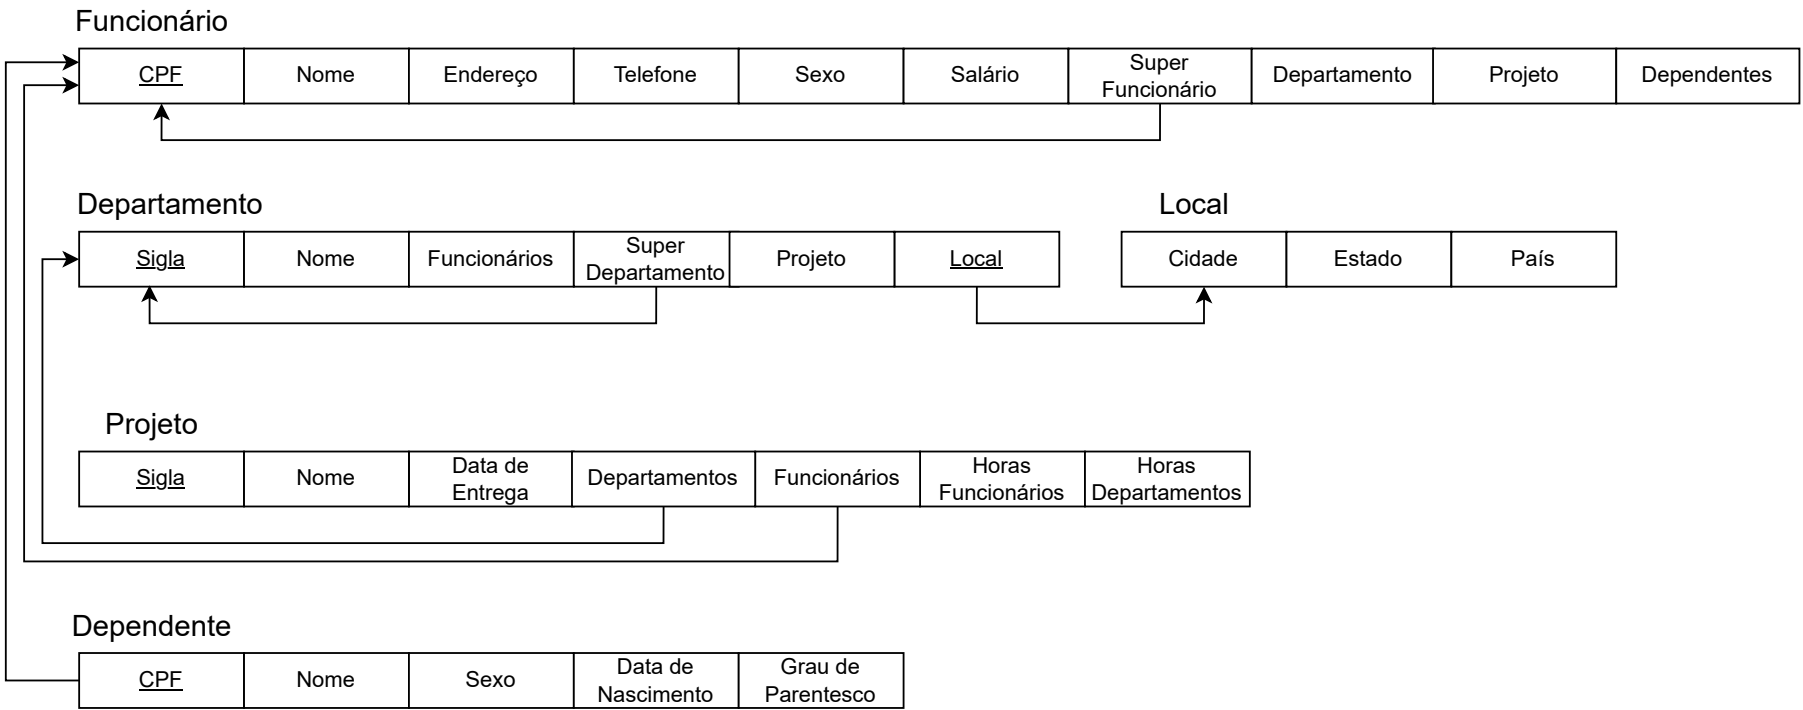 Funcionário
CPF Nome Endereço Telefone Sexo Salário Super Funcionário Departamento Projeto Dependentes
Departamento
Sigla Nome Funcionários Super Departamento Projeto Local
Local
Cidade Estado País
Projeto
Sigla Nome Data de Entrega Departamentos Funcionários Horas Funcionários Horas Departamentos
Dependente
CPF Nome Sexo Data de Nascimento Grau de Parentesco